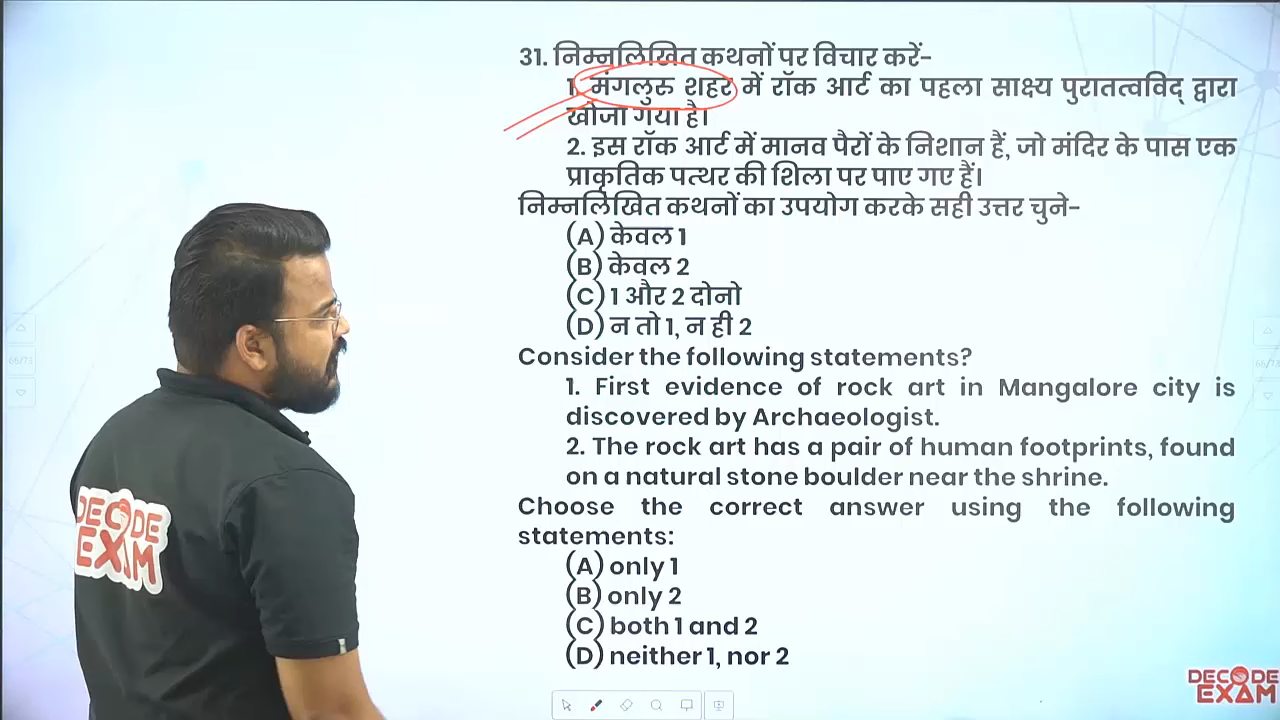 31. निम्नलिखित कथनों पर विचार करें-
1. मंगलुरु शहर में रॉक आर्ट का पहला साक्ष्य पुरातत्वविद् द्वारा
खोजा गया है।
2. इस रॉक आर्ट में मानव पैरों के निशान हैं, जो मंदिर के पास एक
प्राकृतिक पत्थर की शिला पर पाए गए हैं।
निम्नलिखित कथनों का उपयोग करके सही उत्तर चुने-
(A) केवल 1
(B) केवल 2
(C) 1 और 2 दोनो
(D) न तो 1, न ही 2
Consider the following statements?
1. First evidence of rock art in Mangalore city is
discovered by Archaeologist.
2. The rock art has a pair of human footprints, found
on a natural stone boulder near the shrine.
Choose the correct answer using the following
statements:
(A) only 1
(B) only 2
(C) both 1 and 2
(D) neither 1, nor 2
DECODE
EXAM
DECODE
EXAM